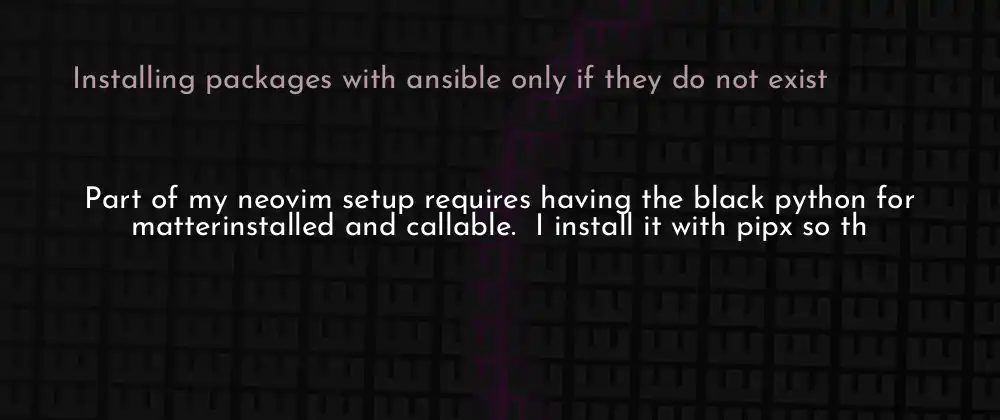 Installing packages with ansible only if they do not exist
Part of my neovim setup requires having the black python for
matterinstalled and callable.  I install it with pipx so th